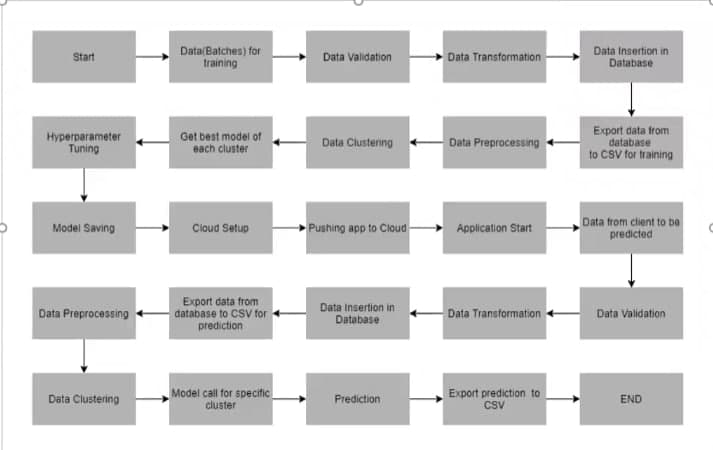 Start
Data(Batches) for
training
Data Validation
Data Transformation
Data Insertion in
Database
Hyperparameter
Tuning
Get best model of
each cluster
Data Clustering
Data Preprocessing
Export data from
database
to CSV for training
Model Saving
Cloud Setup
Pushing app to Cloud
Application Start
Data from client to be
predicted
Data Preprocessing
Export data from
database to CSV for
prediction
Data Insertion in
Database
Data Transformation
Data Validation
Data Clustering
Model call for specific
cluster
Prediction
Export prediction to
CSV
END